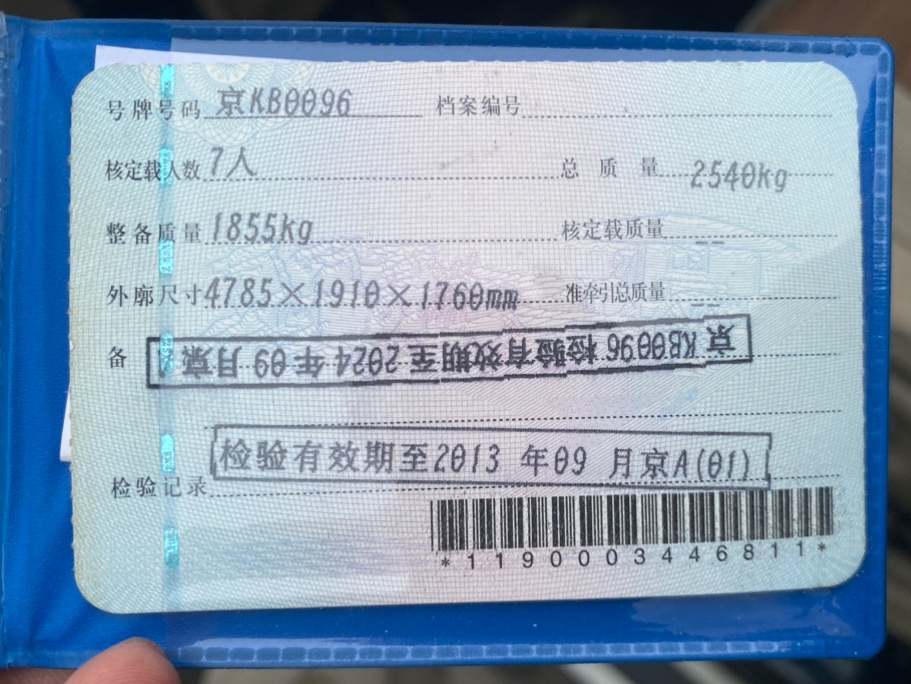 号牌号码 京KB0096 档案编号
核定载人数 7人 总质量 2540kg
整备质量 1855kg 核定载质量 --
外廓尺寸 4785×1910×1760mm 准牵引总质量 --
备
京KB0096 检验有效期至2024年09月京
检验有效期至2013 年09 月京A(01)
检验记录
*1190003446811*